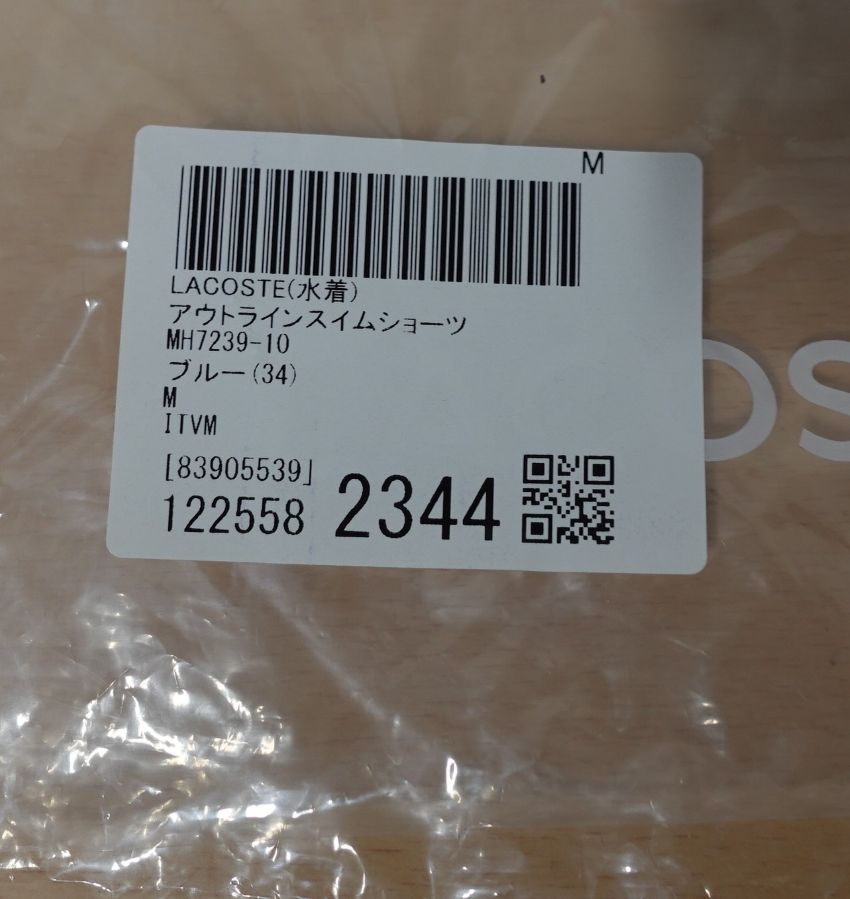 M
LACOSTE(水着)
アウトラインスイムショーツ
MH7239-10
ブルー(34)
M
ITVM
[83905539]
122558 2344
OS